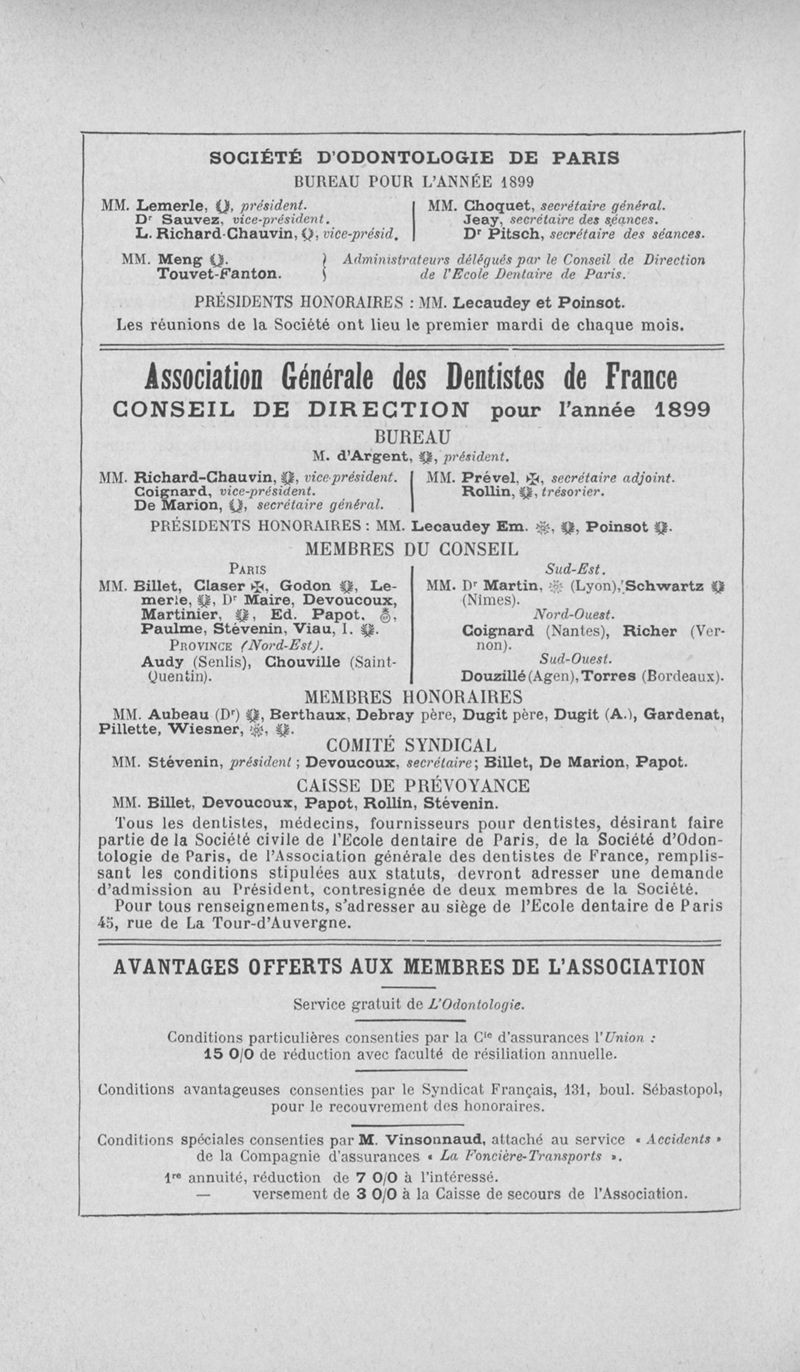 SOCIÉTÉ D'ODONTOLOGIE DE PARIS
BUREAU POUR L'ANNÉE 1899
MM. Lemerle, président.
Dr Sauvez, vice-président.
L. Richard-Chauvin, vice-présid.
MM. Choquet, secrétaire général.
Jeay, secrétaire des séances.
Dr Pitsch, secrétaire des séances.
MM. Meng
Touvet-Fanton.
Administrateurs délégués par le Conseil de Direction
de l'Ecole Dentaire de Paris.
PRÉSIDENTS HONORAIRES : MM. Lecaudey et Poinsot.
Les réunions de la Société ont lieu le premier mardi de chaque mois.
Association Générale des Dentistes de France
CONSEIL DE DIRECTION pour l'année 1899
BUREAU
M. d'Argent, président.
MM. Richard-Chauvin, vice-président.
Coignard, vice-président.
De Marion, secrétaire général.
MM. Prével, secrétaire adjoint.
Rollin, trésorier.
PRÉSIDENTS HONORAIRES : MM. Lecaudey Em. Poinsot
MEMBRES DU CONSEIL
PARIS
MM. Billet, Claser, Godon, Le-
merle, Dr Maire, Devoucoux,
Martinier, Ed. Papot,
Paulme, Stévenin, Viau, I.
PROVINCE (Nord-Est).
Audy (Senlis), Chouville (Saint-
Quentin).
Sud-Est.
MM. Dr Martin, (Lyon), Schwartz
(Nimes).
Nord-Ouest.
Coignard (Nantes), Richer (Ver-
non).
Sud-Ouest.
Douzillé (Agen), Torres (Bordeaux).
MEMBRES HONORAIRES
MM. Aubeau (Dr), Berthaux, Debray père, Dugit père, Dugit (A.), Gardenat,
Pillette, Wiesner,
COMITÉ SYNDICAL
MM. Stévenin, président ; Devoucoux, secrétaire ; Billet, De Marion, Papot.
CAISSE DE PRÉVOYANCE
MM. Billet, Devoucoux, Papot, Rollin, Stévenin.
Tous les dentistes, médecins, fournisseurs pour dentistes, désirant faire
partie de la Société civile de l'Ecole dentaire de Paris, de la Société d'Odon-
tologie de Paris, de l'Association générale des dentistes de France, remplis-
sant les conditions stipulées aux statuts, devront adresser une demande
d'admission au Président, contresignée de deux membres de la Société.
Pour tous renseignements, s'adresser au siège de l'Ecole dentaire de Paris
45, rue de La Tour-d'Auvergne.
AVANTAGES OFFERTS AUX MEMBRES DE L'ASSOCIATION
Service gratuit de L'Odontologie.
Conditions particulières consenties par la Cie d'assurances l'Union :
15 0/0 de réduction avec faculté de résiliation annuelle.
Conditions avantageuses consenties par le Syndicat Français, 131, boul. Sébastopol,
pour le recouvrement des honoraires.
Conditions spéciales consenties par M. Vinsonnaud, attaché au service « Accidents »
de la Compagnie d'assurances « La Foncière-Transports ».
1re annuité, réduction de 7 0/0 à l'intéressé.
— versement de 3 0/0 à la Caisse de secours de l'Association.